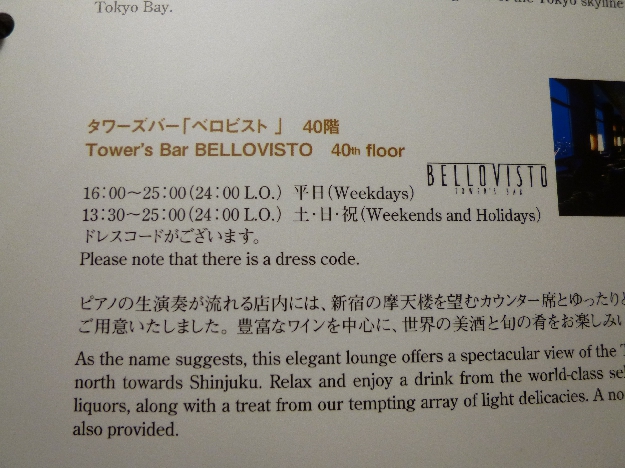 Tokyo Bay.
the Tokyo skyline
タワーズバー「ベロビスト」 40階
Tower's Bar BELLOVISTO 40th floor
BELLOVISTO
TOWER'S BAR
16:00～25:00(24:00 L.O.) 平日(Weekdays)
13:30～25:00(24:00 L.O.) 土・日・祝(Weekends and Holidays)
ドレスコードがございます。
Please note that there is a dress code.
ピアノの生演奏が流れる店内には、新宿の摩天楼を望むカウンター席とゆったり
ご用意いたしました。豊富なワインを中心に、世界の美酒と旬の肴をお楽しみい
As the name suggests, this elegant lounge offers a spectacular view of the
north towards Shinjuku. Relax and enjoy a drink from the world-class
liquors, along with a treat from our tempting array of light delicacies. A
also provided.